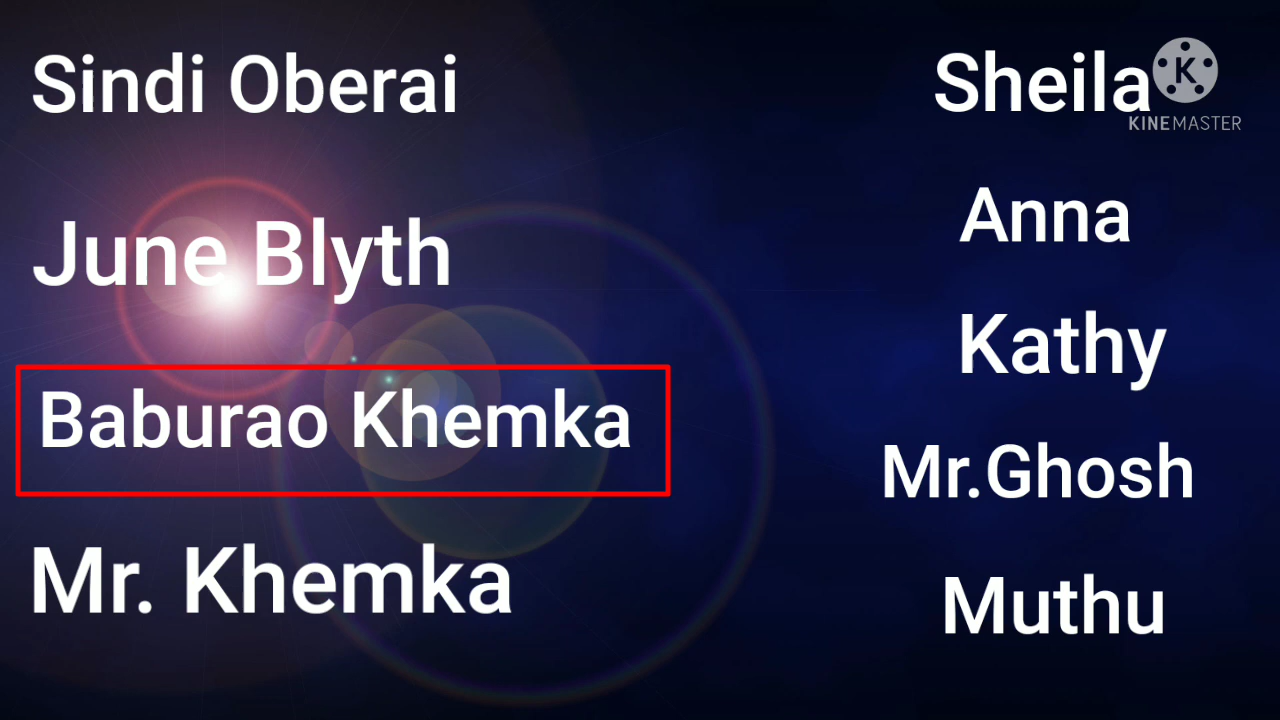 Sindi Oberai
June Blyth
Baburao Khemka
Mr. Khemka
Sheila
K
KINEMASTER
Anna
Kathy
Mr.Ghosh
Muthu